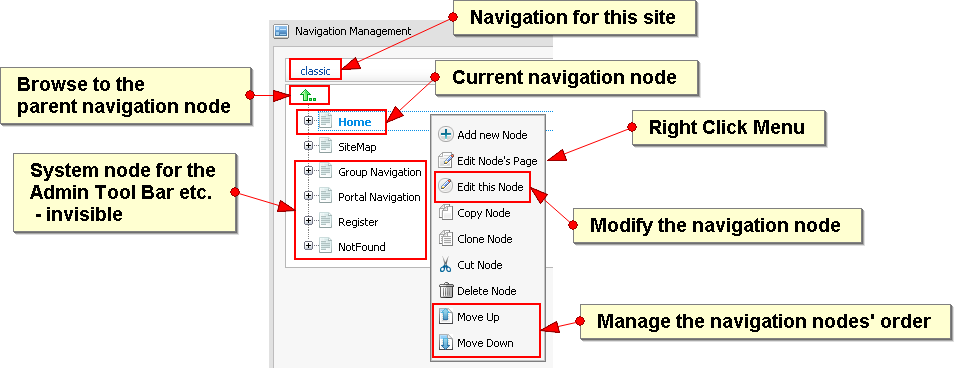 Navigation for this site
Navigation Management
classic
Current navigation node
Browse to the
parent navigation node
Home
SiteMap
Group Navigation
Portal Navigation
Register
NotFound
System node for the
Admin Tool Bar etc.
- invisible
Add new Node
Edit Node's Page
Edit this Node
Copy Node
Clone Node
Cut Node
Delete Node
Move Up
Move Down
Right Click Menu
Modify the navigation node
Manage the navigation nodes' order